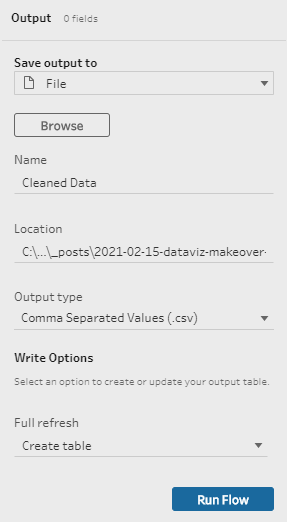 Output 0 fields
Save output to
File
Browse
Name
Cleaned Data
Location
C:\...\_posts\2021-02-15-dataviz-makeover-
Output type
Comma Separated Values (.csv)
Write Options
Select an option to create or update your output table.
Full refresh
Create table
Run Flow